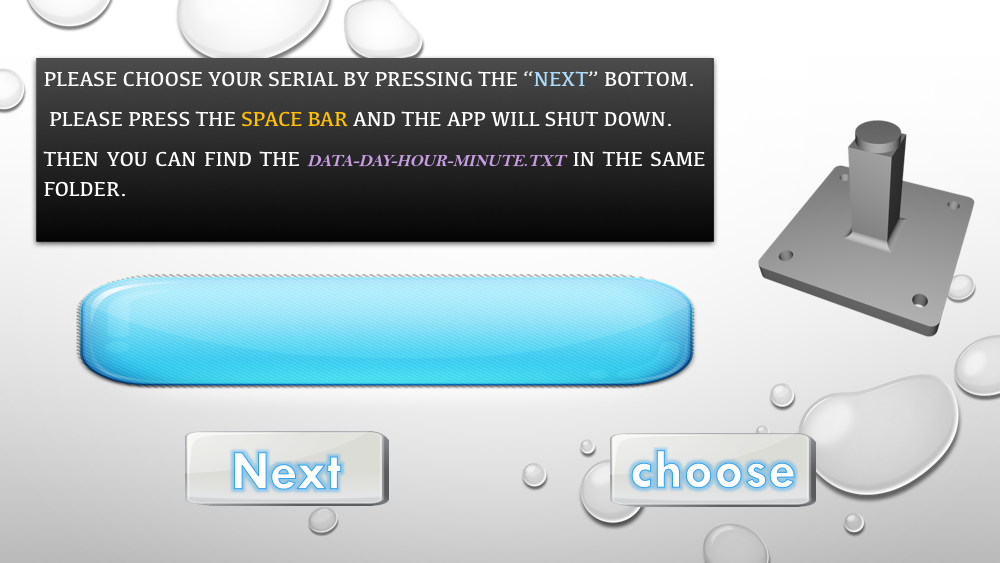 PLEASE CHOOSE YOUR SERIAL BY PRESSING THE “NEXT” BOTTOM.
PLEASE PRESS THE SPACE BAR AND THE APP WILL SHUT DOWN.
THEN YOU CAN FIND THE DATA-DAY-HOUR-MINUTE.TXT IN THE SAME
FOLDER.
Next
choose